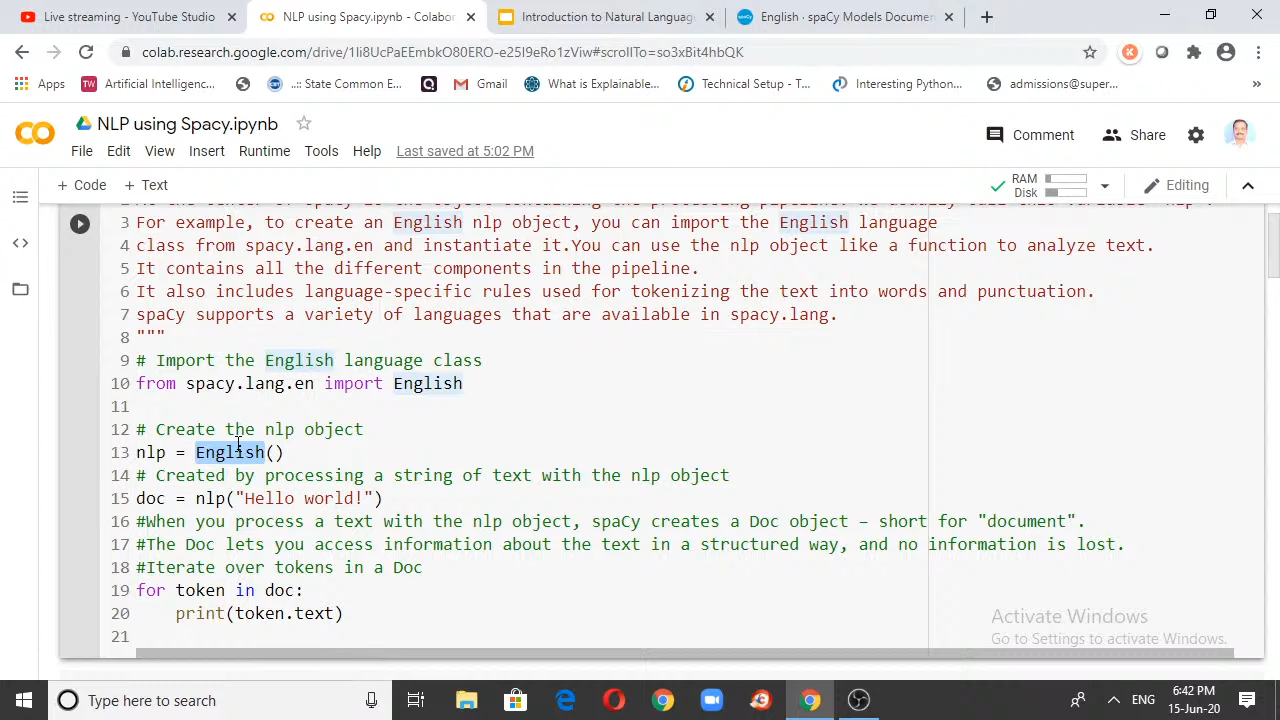 Live streaming - YouTube Studio
NLP using Spacy.ipynb - Colabor
Introduction to Natural Languag
English · spaCy Models Documen
colab.research.google.com/drive/1li8UcPaEEmbkO80ERO-e25I9eRo1zViw#scrollTo=so3xBit4hbQK
Apps
TW
Artificial Intelligenc...
..:: State Common E...
Gmail
What is Explainable...
Technical Setup - T...
Interesting Python...
admissions@super...
»
NLP using Spacy.ipynb
Comment
Share
File Edit View Insert Runtime Tools Help Last saved at 5:02 PM
+ Code + Text
RAM
Disk
Editing
3 For example, to create an English nlp object, you can import the English language
4 class from spacy.lang.en and instantiate it.You can use the nlp object like a function to analyze text.
5 It contains all the different components in the pipeline.
6 It also includes language-specific rules used for tokenizing the text into words and punctuation.
7 spaCy supports a variety of languages that are available in spacy.lang.
8 """
9 # Import the English language class
10 from spacy.lang.en import English
11
12 # Create the nlp object
13 nlp = English()
14 # Created by processing a string of text with the nlp object
15 doc = nlp("Hello world!")
16 #When you process a text with the nlp object, spaCy creates a Doc object – short for "document".
17 #The Doc lets you access information about the text in a structured way, and no information is lost.
18 #Iterate over tokens in a Doc
19 for token in doc:
20     print(token.text)
21
Activate Windows
Go to Settings to activate Windows.
Type here to search
ENG
6:42 PM
15-Jun-20